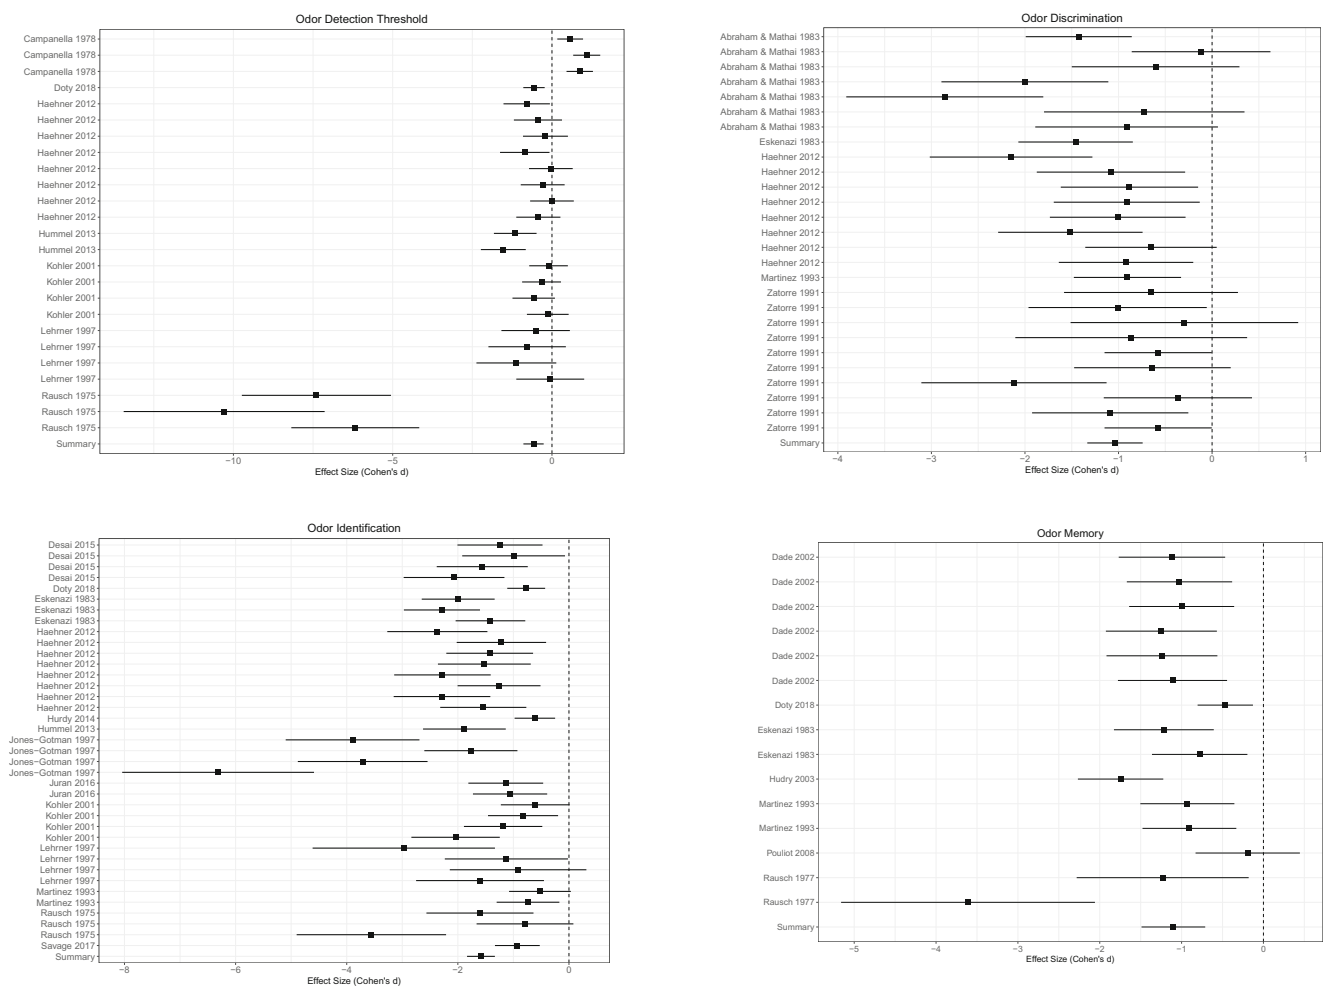 Odor Detection Threshold
Campanella 1978
Campanella 1978
Campanella 1978
Doty 2018
Haehner 2012
Haehner 2012
Haehner 2012
Haehner 2012
Haehner 2012
Haehner 2012
Haehner 2012
Haehner 2012
Hummel 2013
Hummel 2013
Kohler 2001
Kohler 2001
Kohler 2001
Kohler 2001
Lehrner 1997
Lehrner 1997
Lehrner 1997
Lehrner 1997
Rausch 1975
Rausch 1975
Rausch 1975
Summary
−10 −5 0
Effect Size (Cohen's d)
Odor Discrimination
Abraham & Mathai 1983
Abraham & Mathai 1983
Abraham & Mathai 1983
Abraham & Mathai 1983
Abraham & Mathai 1983
Abraham & Mathai 1983
Abraham & Mathai 1983
Eskenazi 1983
Haehner 2012
Haehner 2012
Haehner 2012
Haehner 2012
Haehner 2012
Haehner 2012
Haehner 2012
Haehner 2012
Martinez 1993
Zatorre 1991
Zatorre 1991
Zatorre 1991
Zatorre 1991
Zatorre 1991
Zatorre 1991
Zatorre 1991
Zatorre 1991
Zatorre 1991
Zatorre 1991
Summary
−4 −3 −2 −1 0 1
Effect Size (Cohen's d)
Odor Identification
Desai 2015
Desai 2015
Desai 2015
Desai 2015
Doty 2018
Eskenazi 1983
Eskenazi 1983
Eskenazi 1983
Haehner 2012
Haehner 2012
Haehner 2012
Haehner 2012
Haehner 2012
Haehner 2012
Haehner 2012
Haehner 2012
Hurdy 2014
Hummel 2013
Jones−Gotman 1997
Jones−Gotman 1997
Jones−Gotman 1997
Jones−Gotman 1997
Juran 2016
Juran 2016
Kohler 2001
Kohler 2001
Kohler 2001
Kohler 2001
Lehrner 1997
Lehrner 1997
Lehrner 1997
Lehrner 1997
Martinez 1993
Martinez 1993
Rausch 1975
Rausch 1975
Rausch 1975
Savage 2017
Summary
−8 −6 −4 −2 0
Effect Size (Cohen's d)
Odor Memory
Dade 2002
Dade 2002
Dade 2002
Dade 2002
Dade 2002
Dade 2002
Doty 2018
Eskenazi 1983
Eskenazi 1983
Hudry 2003
Martinez 1993
Martinez 1993
Pouliot 2008
Rausch 1977
Rausch 1977
Summary
−5 −4 −3 −2 −1 0
Effect Size (Cohen's d)